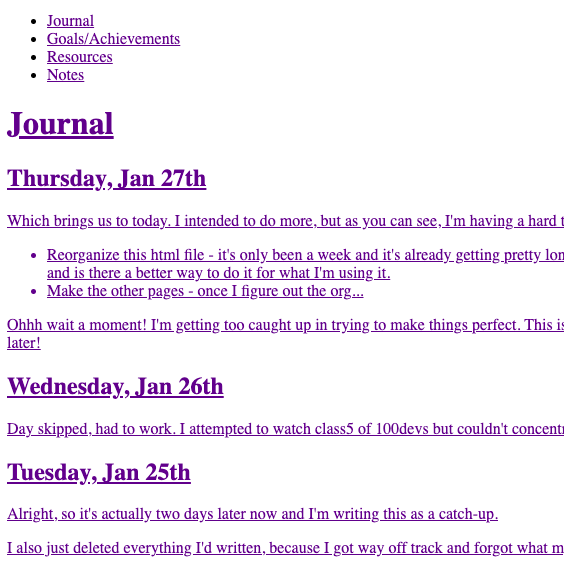 Journal
Goals/Achievements
Resources
Notes
Journal
Thursday, Jan 27th
Which brings us to today. I intended to do more, but as you can see, I'm having a hard
Reorganize this html file - it's only been a week and it's already getting pretty
and is there a better way to do it for what I'm using it.
Make the other pages - once I figure out the org...
Ohhh wait a moment! I'm getting too caught up in trying to make things perfect. This
later!
Wednesday, Jan 26th
Day skipped, had to work. I attempted to watch class5 of 100devs but couldn't
Tuesday, Jan 25th
Alright, so it's actually two days later now and I'm writing this as a catch-up.
I also just deleted everything I'd written, because I got way off track and forgot what